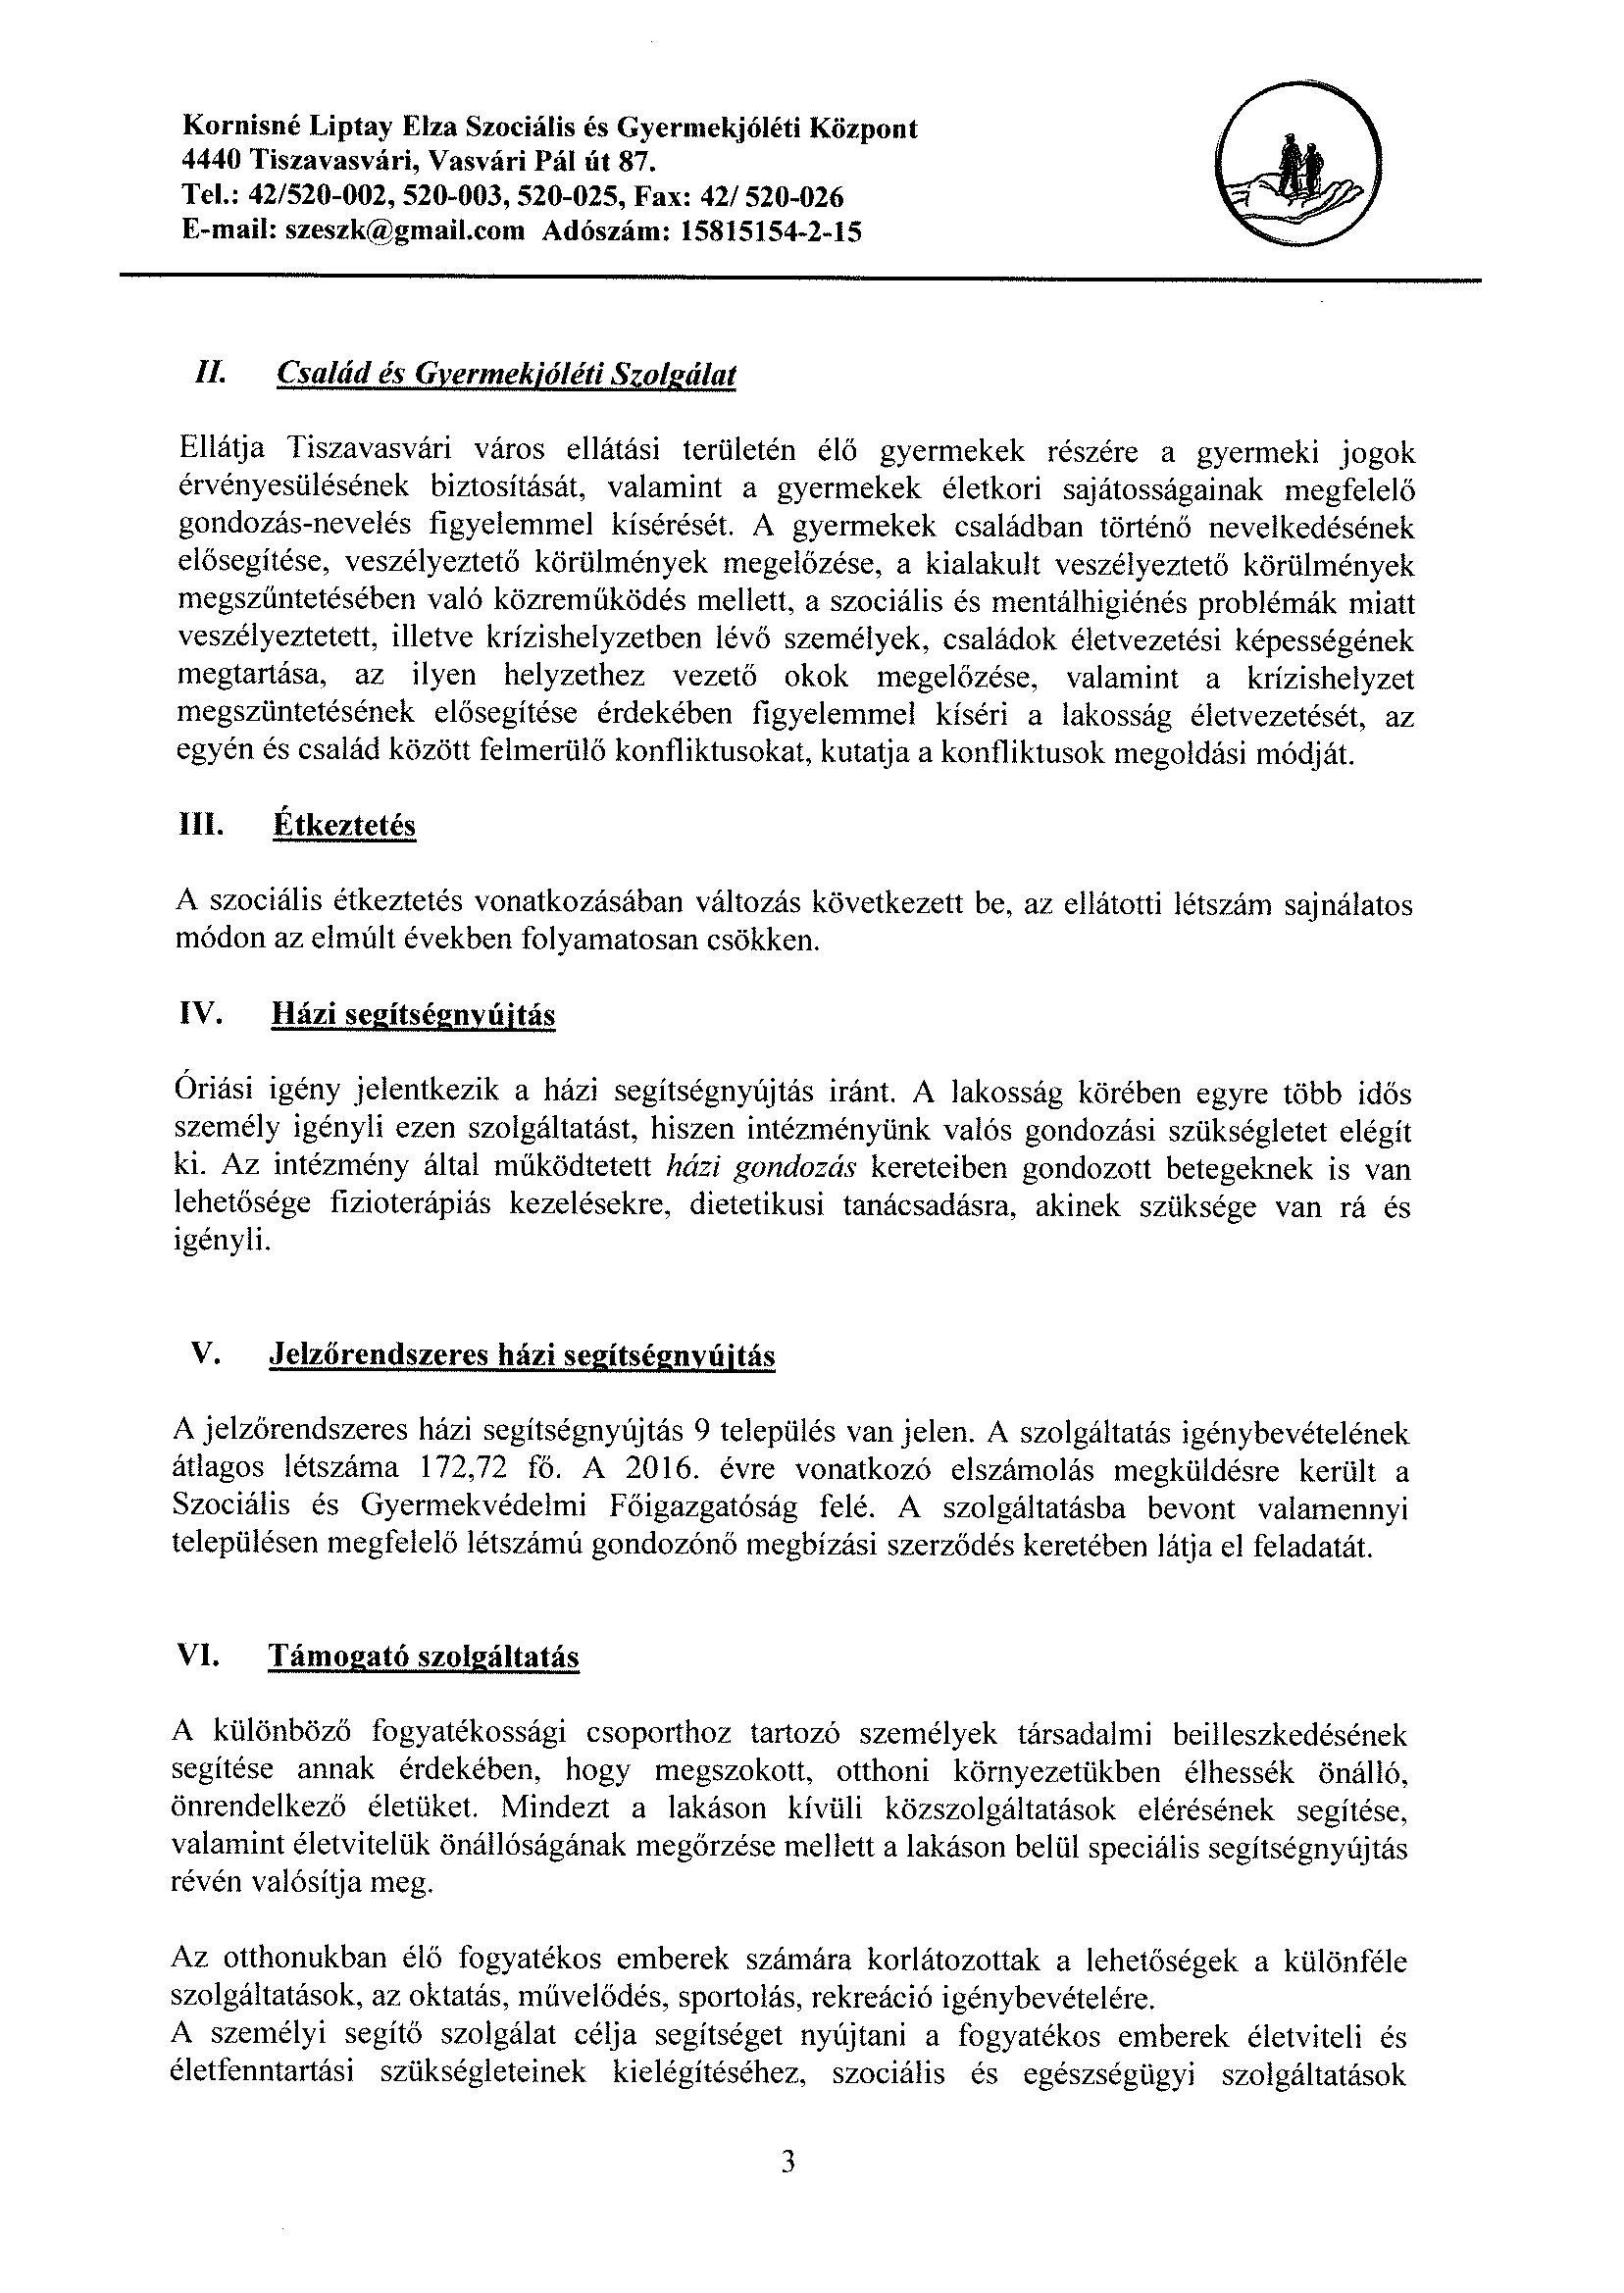 Kornisné Liptay Elza Szociális és Gyermekjóléti Központ
4440 Tiszavasvári, Vasvári Pál út 87.
Tel.: 42/520-002, 520-003, 520-025, Fax: 42/ 520-026
E-mail: szeszk@gmail.com Adószám: 15815154-2-15
II. Család és Gyermekjóléti Szolgálat
Ellátja Tiszavasvári város ellátási területén élő gyermekek részére a gyermeki jogok
érvényesülésének biztosítását, valamint a gyermekek életkori sajátosságainak megfelelő
gondozás-nevelés figyelemmel kísérését. A gyermekek családban történő nevelkedésének
elősegítése, veszélyeztető körülmények megelőzése, a kialakult veszélyeztető körülmények
megszűntetésében való közreműködés mellett, a szociális és mentálhigiénés problémák miatt
veszélyeztetett, illetve krízishelyzetben lévő személyek, családok életvezetési képességének
megtartása, az ilyen helyzethez vezető okok megelőzése, valamint a krízishelyzet
megszüntetésének elősegítése érdekében figyelemmel kíséri a lakosság életvezetését, az
egyén és család között felmerülő konfliktusokat, kutatja a konfliktusok megoldási módját.
III. Étkeztetés
A szociális étkeztetés vonatkozásában változás következett be, az ellátotti létszám sajnálatos
módon az elmúlt években folyamatosan csökken.
IV. Házi segítségnyújtás
Óriási igény jelentkezik a házi segítségnyújtás iránt. A lakosság körében egyre több idős
személy igényli ezen szolgáltatást, hiszen intézményünk valós gondozási szükségletet elégít
ki. Az intézmény által működtetett házi gondozás kereteiben gondozott betegeknek is van
lehetősége fizioterápiás kezelésekre, dietetikusi tanácsadásra, akinek szüksége van rá és
igényli.
V. Jelzőrendszeres házi segítségnyújtás
A jelzőrendszeres házi segítségnyújtás 9 település van jelen. A szolgáltatás igénybevételének
átlagos létszáma 172,72 fő. A 2016. évre vonatkozó elszámolás megküldésre került a
Szociális és Gyermekvédelmi Főigazgatóság felé. A szolgáltatásba bevont valamennyi
településen megfelelő létszámú gondozónő megbízási szerződés keretében látja el feladatát.
VI. Támogató szolgáltatás
A különböző fogyatékossági csoporthoz tartozó személyek társadalmi beilleszkedésének
segítése annak érdekében, hogy megszokott, otthoni környezetükben élhessék önálló,
önrendelkező életüket. Mindezt a lakáson kívüli közszolgáltatások elérésének segítése,
valamint életvitelük önállóságának megőrzése mellett a lakáson belül speciális segítségnyújtás
révén valósítja meg.
Az otthonukban élő fogyatékos emberek számára korlátozottak a lehetőségek a különféle
szolgáltatások, az oktatás, művelődés, sportolás, rekreáció igénybevételére.
A személyi segítő szolgálat célja segítséget nyújtani a fogyatékos emberek életviteli és
életfenntartási szükségleteinek kielégítéséhez, szociális és egészségügyi szolgáltatások
3